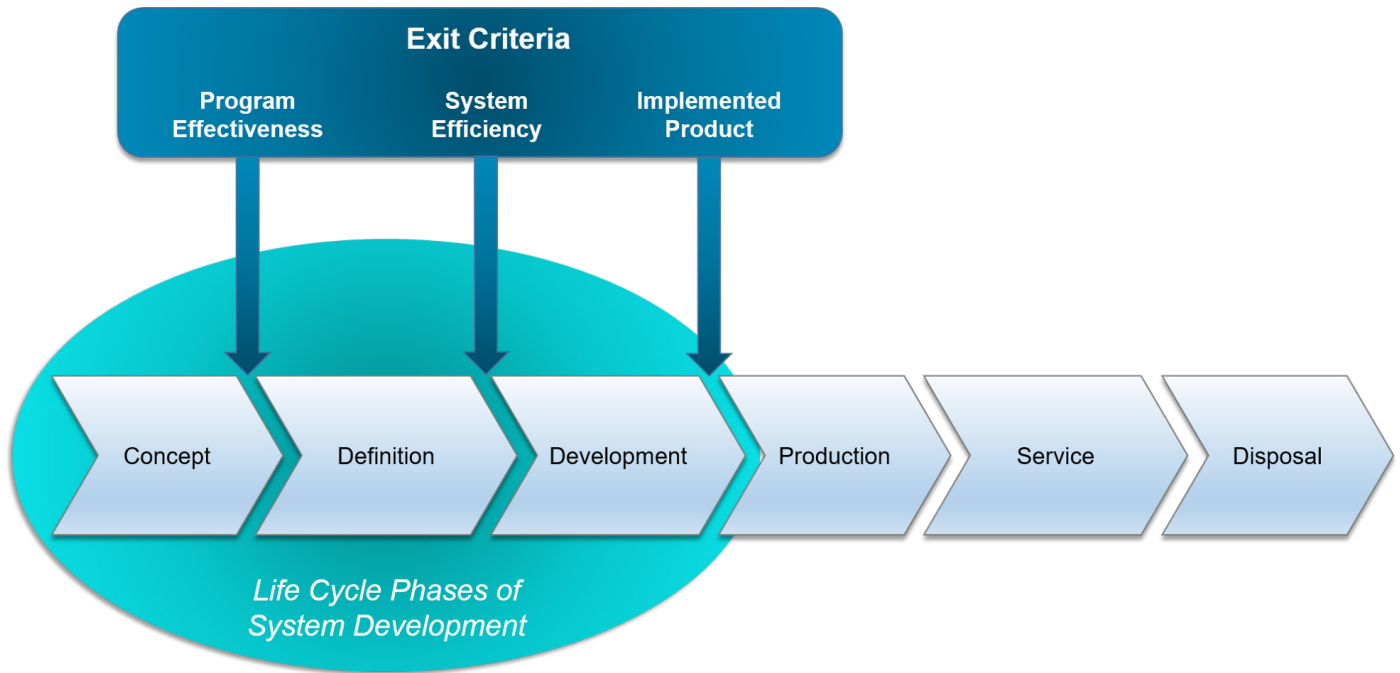 Exit Criteria
Program
Effectiveness
System
Efficiency
Implemented
Product
Concept
Definition
Development
Production
Service
Disposal
Life Cycle Phases of
System Development